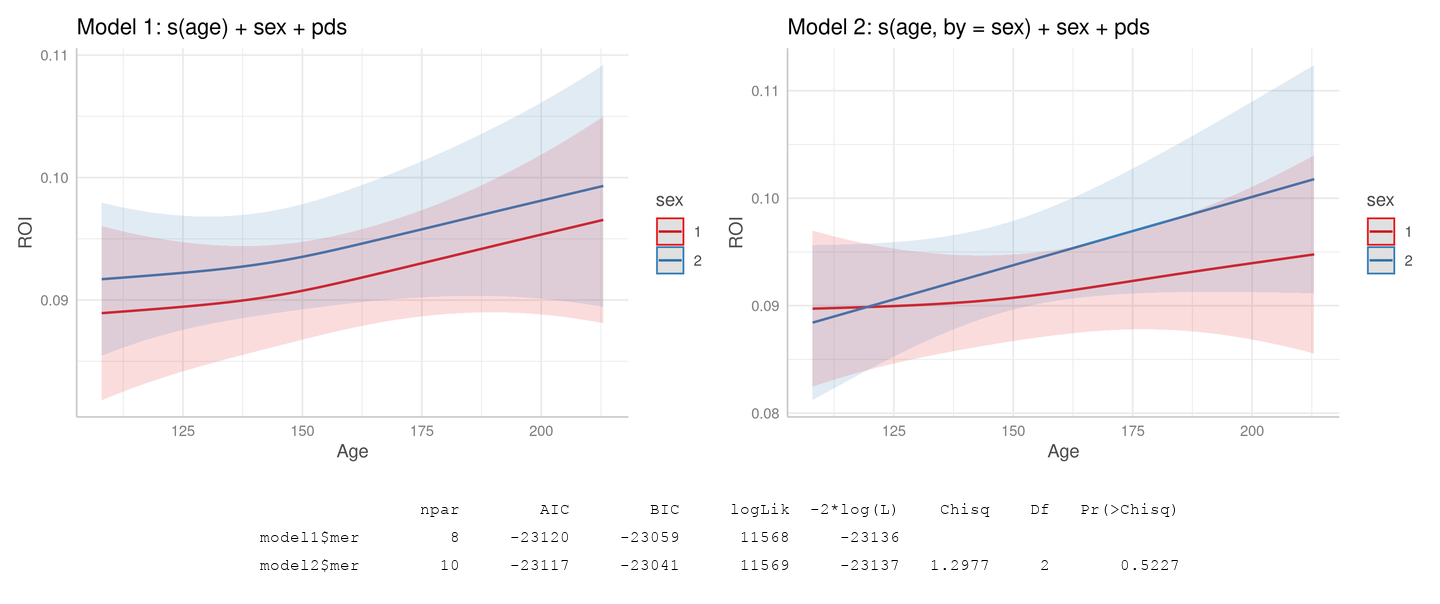 Model 1: s(age) + sex + pds
0.11
0.10
0.09
ROI
125 150 175 200
Age
sex
1
2
Model 2: s(age, by = sex) + sex + pds
0.11
0.10
0.09
0.08
ROI
125 150 175 200
Age
sex
1
2
npar AIC BIC logLik -2*log(L) Chisq Df Pr(>Chisq)
model1$mer 8 -23120 -23059 11568 -23136
model2$mer 10 -23117 -23041 11569 -23137 1.2977 2 0.5227